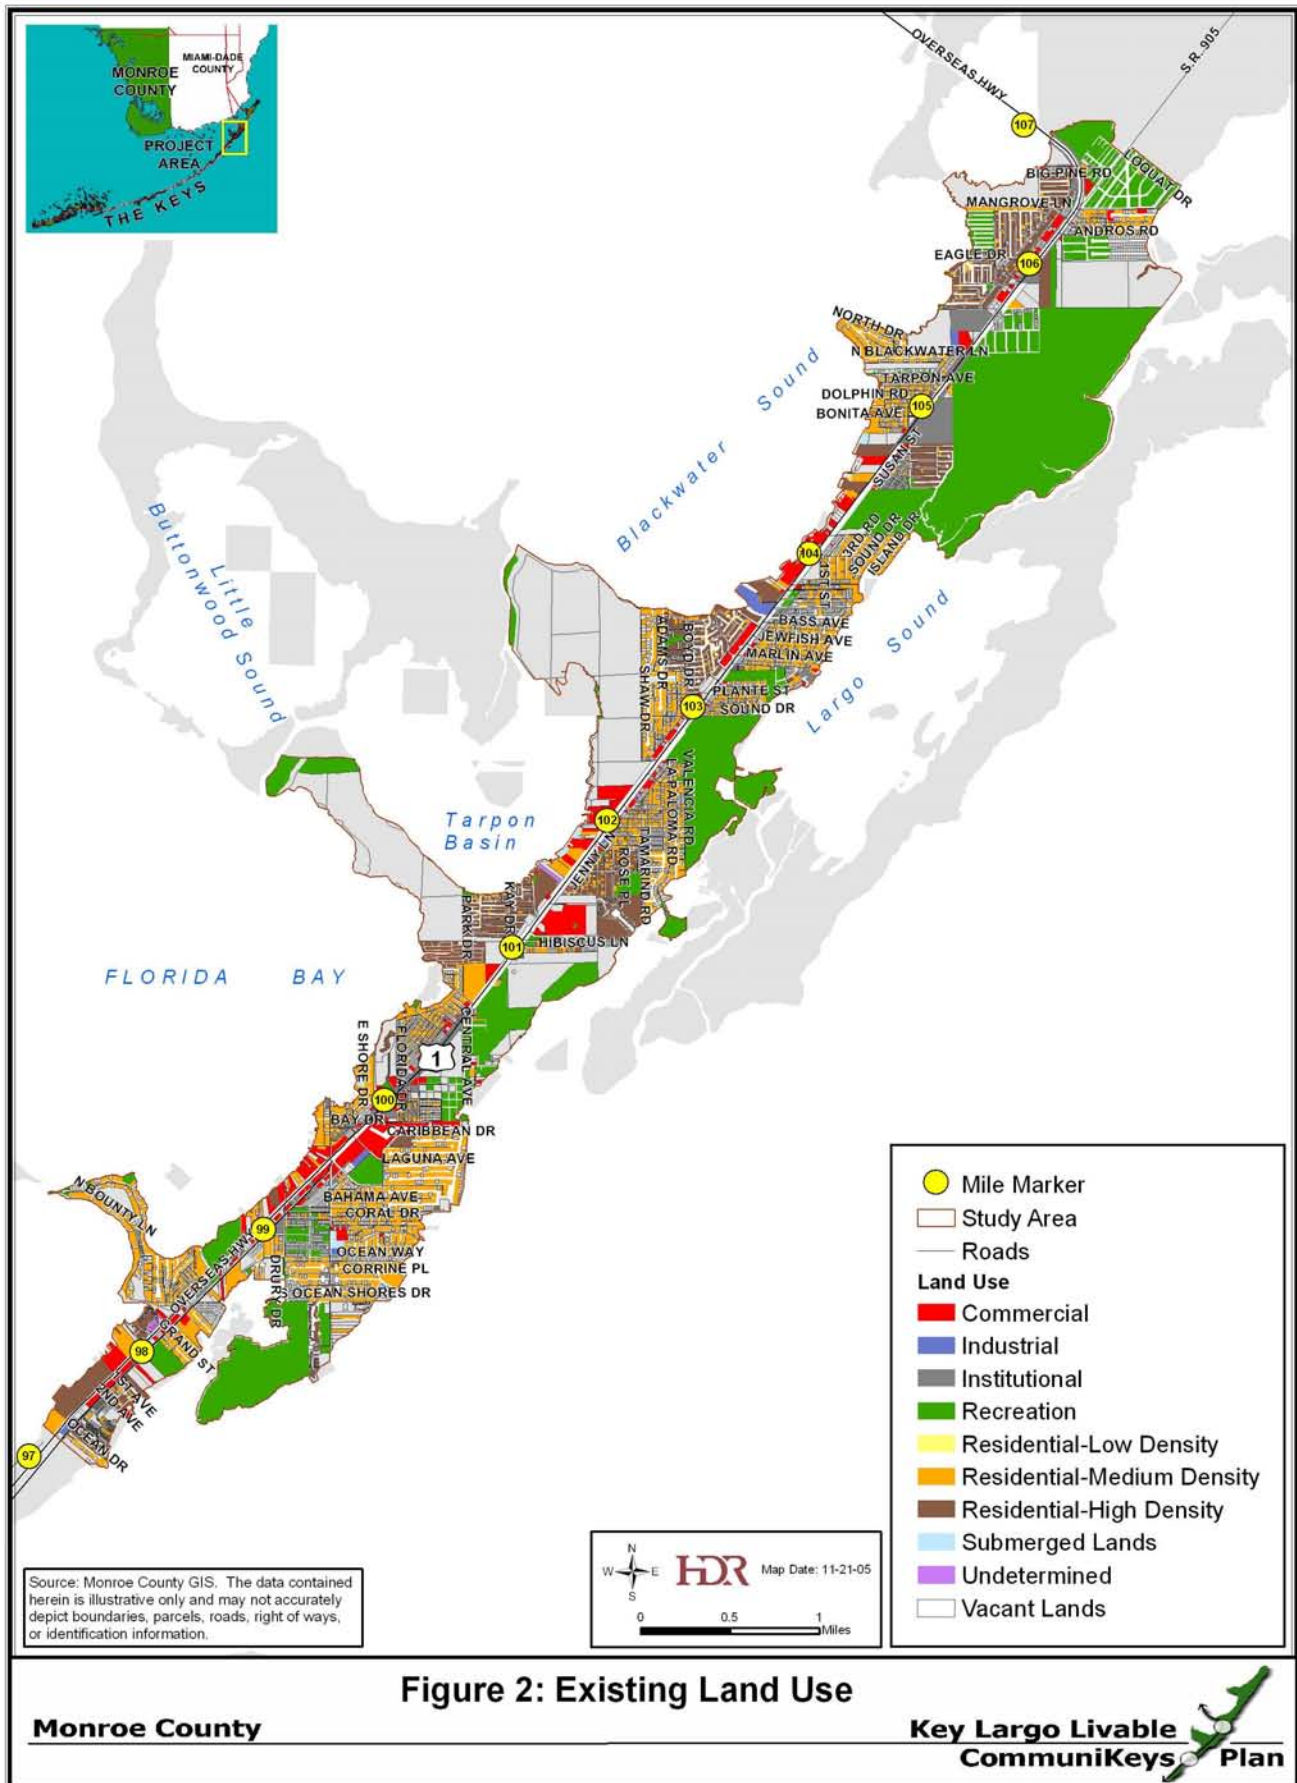 MIAMI-DADE
COUNTY
MONROE
COUNTY
PROJECT
AREA
THE KEYS
OVERSEAS HWY
S.R. 905
107
BIG PINE RD
LOQUAT DR
MANGROVE LN
ANDROS RD
EAGLE DR
106
NORTH DR
N BLACKWATER LN
TARPON AVE
DOLPHIN RD
105
BONITA AVE
SUSAN ST
Blackwater Sound
3RD RD
SOUND DR
ISLAND DR
104
1ST ST
Little
Buttonwood Sound
BASS AVE
JEWFISH AVE
MARLIN AVE
BOYD DR
ADAMS DR
SHAW DR
PLANTE ST
SOUND DR
103
Largo Sound
VALENCIA RD
LA PALOMA RD
TAMARIND RD
Tarpon
Basin
102
JENNY LN
ROSE PL
KAY DR
PARK DR
101
HIBISCUS LN
FLORIDA BAY
E SHORE DR
FLORIDA DR
CENTRAL AVE
1
100
BAY DR
CARIBBEAN DR
LAGUNA AVE
BAHAMA AVE
CORAL DR
N BOUNTY LN
99
OVERSEAS HWY
OCEAN WAY
CORRINE PL
DRURY DR
S OCEAN SHORES DR
98
GRAND ST
1ST AVE
2ND AVE
OCEAN DR
97
Mile Marker
Study Area
Roads
Land Use
Commercial
Industrial
Institutional
Recreation
Residential-Low Density
Residential-Medium Density
Residential-High Density
Submerged Lands
Undetermined
Vacant Lands
N
W E
S
HDR
Map Date: 11-21-05
0 0.5 1
Miles
Source: Monroe County GIS. The data contained
herein is illustrative only and may not accurately
depict boundaries, parcels, roads, right of ways,
or identification information.
Figure 2: Existing Land Use
Monroe County
Key Largo Livable
CommuniKeys Plan